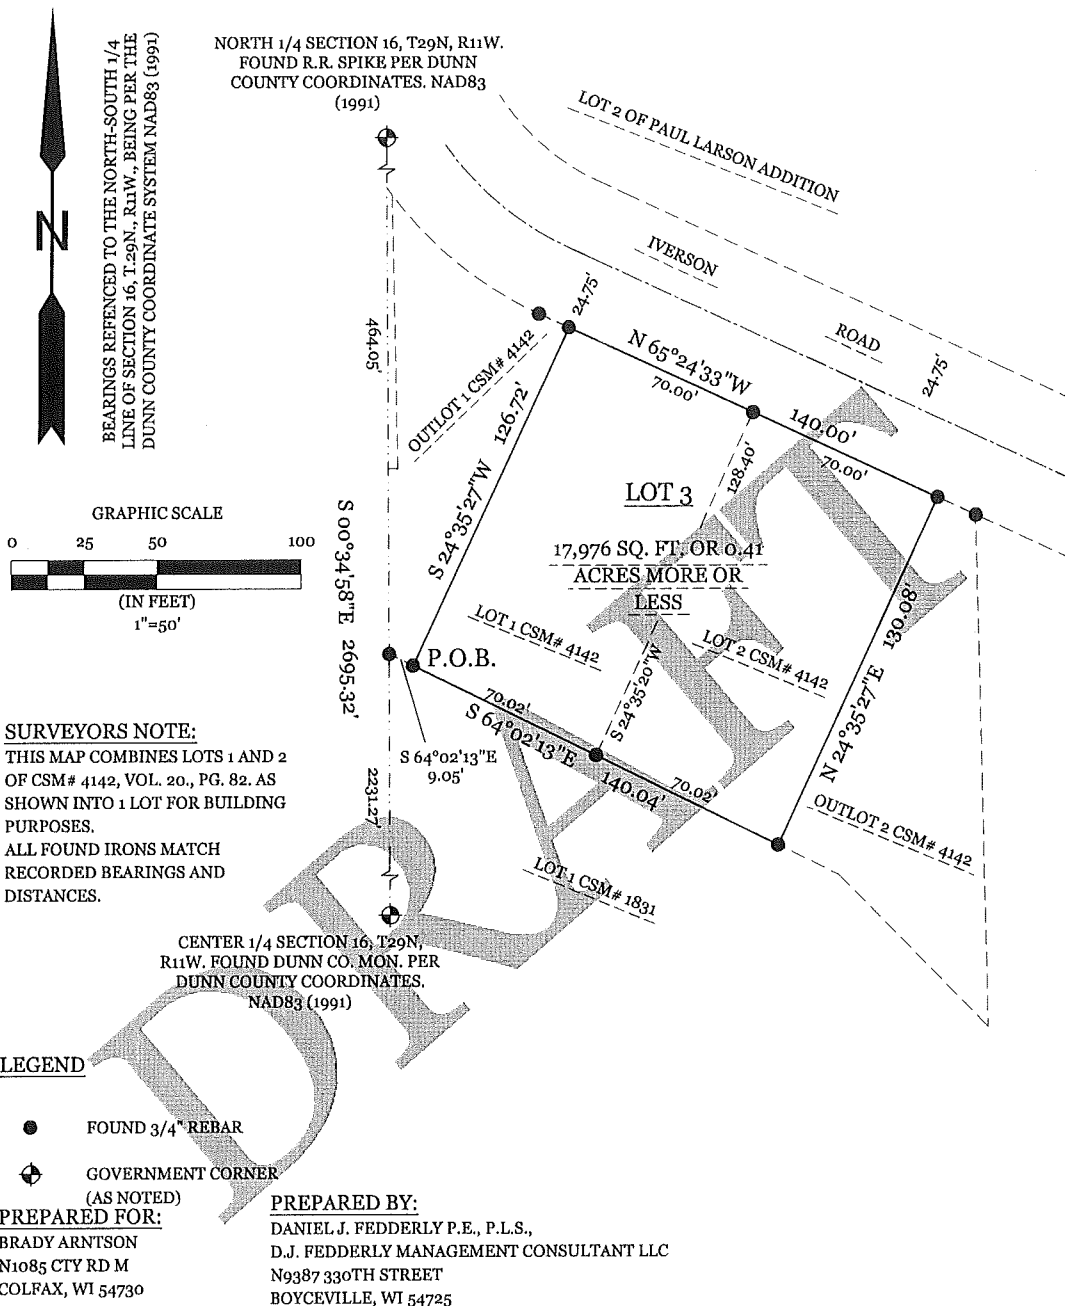 BEARINGS REFENCED TO THE NORTH-SOUTH 1/4
LINE OF SECTION 16, T.29N., R11W., BEING PER THE
DUNN COUNTY COORDINATE SYSTEM NAD83 (1991)
N
NORTH 1/4 SECTION 16, T29N, R11W.
FOUND R.R. SPIKE PER DUNN
COUNTY COORDINATES. NAD83
(1991)
LOT 2 OF PAUL LARSON ADDITION
IVERSON
ROAD
24.75'
24.75'
464.05'
OUTLOT 1 CSM# 4142
N 65°24'33"W
140.00'
70.00'
70.00'
S 24°35'27"W 126.72'
128.40'
LOT 3
17,976 SQ. FT. OR 0.41
ACRES MORE OR
LESS
GRAPHIC SCALE
0 25 50 100
(IN FEET)
1"=50'
S 00°34'58"E 2695.32'
LOT 1 CSM# 4142
LOT 2 CSM# 4142
S 24°35'20"W
N 24°35'27"E 130.08'
P.O.B.
70.02'
S 64°02'13"E
140.04'
70.02'
S 64°02'13"E
9.05'
2231.27'
OUTLOT 2 CSM# 4142
LOT 1 CSM# 1831
SURVEYORS NOTE:
THIS MAP COMBINES LOTS 1 AND 2
OF CSM# 4142, VOL. 20., PG. 82. AS
SHOWN INTO 1 LOT FOR BUILDING
PURPOSES.
ALL FOUND IRONS MATCH
RECORDED BEARINGS AND
DISTANCES.
CENTER 1/4 SECTION 16, T29N,
R11W. FOUND DUNN CO. MON. PER
DUNN COUNTY COORDINATES.
NAD83 (1991)
DRAFT
LEGEND
FOUND 3/4" REBAR
GOVERNMENT CORNER
(AS NOTED)
PREPARED FOR:
BRADY ARNTSON
N1085 CTY RD M
COLFAX, WI 54730
PREPARED BY:
DANIEL J. FEDDERLY P.E., P.L.S.,
D.J. FEDDERLY MANAGEMENT CONSULTANT LLC
N9387 330TH STREET
BOYCEVILLE, WI 54725